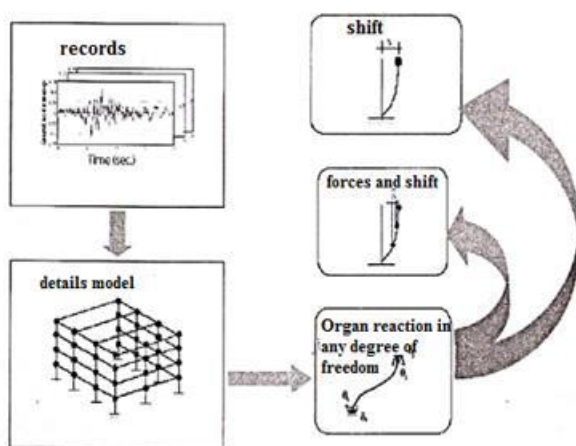 records
Time (sec.)
details model
shift
forces and shift
Organ reaction in
any degree of
freedom